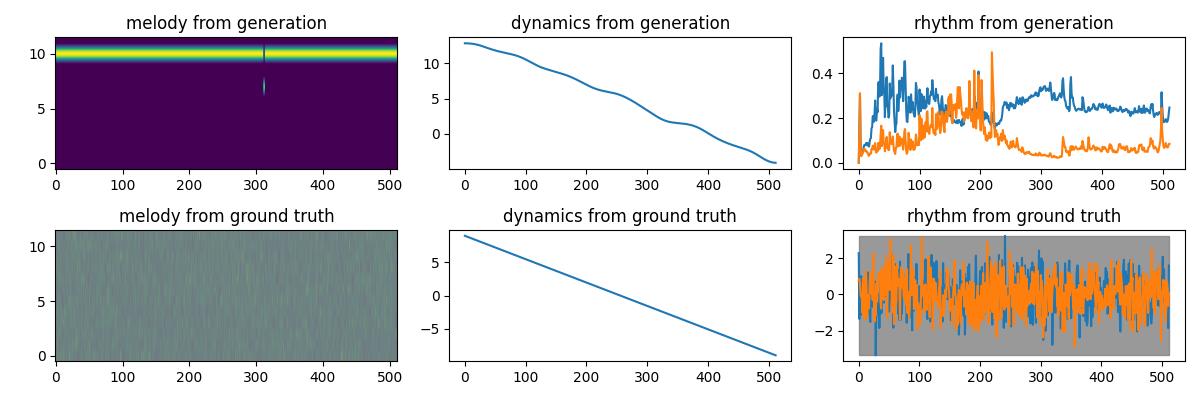 melody from generation
10
5
0
0 100 200 300 400 500
dynamics from generation
10
5
0
0 100 200 300 400 500
rhythm from generation
0.4
0.2
0.0
0 100 200 300 400 500
melody from ground truth
10
5
0
0 100 200 300 400 500
dynamics from ground truth
5
0
−5
0 100 200 300 400 500
rhythm from ground truth
2
0
−2
0 100 200 300 400 500